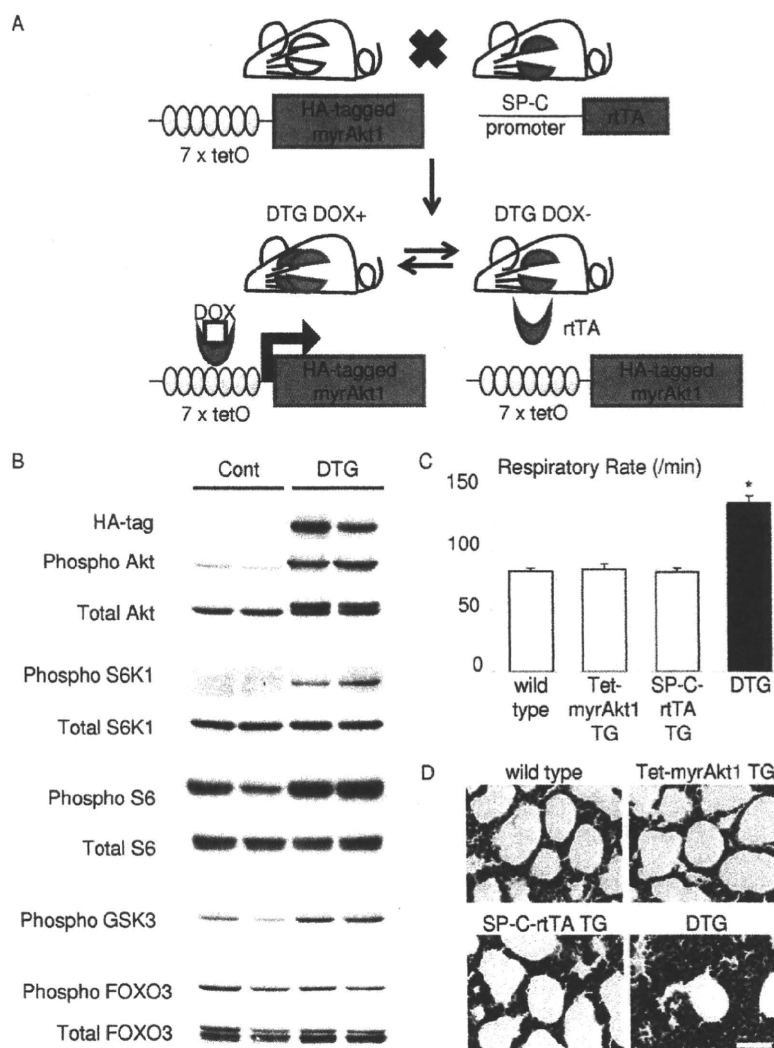 A
HA-tagged
myrAkt1
7 x tetO
SP-C
promoter
rtTA
DTG DOX+
DTG DOX-
DOX
rtTA
HA-tagged
myrAkt1
7 x tetO
HA-tagged
myrAkt1
7 x tetO
B
Cont
DTG
HA-tag
Phospho Akt
Total Akt
Phospho S6K1
Total S6K1
Phospho S6
Total S6
Phospho GSK3
Phospho FOXO3
Total FOXO3
C
Respiratory Rate (/min)
150
100
50
0
*
wild
type
Tet-
myrAkt1
TG
SP-C-
rtTA
TG
DTG
D
wild type
Tet-myrAkt1 TG
SP-C-rtTA TG
DTG